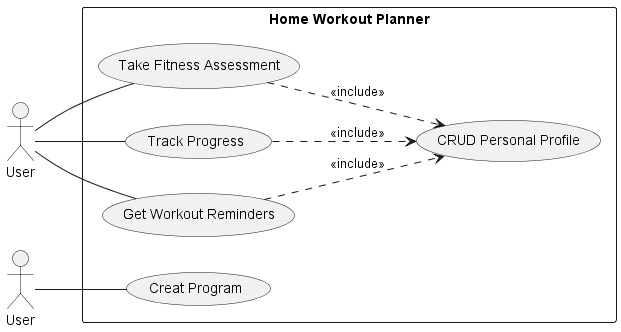 Home Workout Planner
Take Fitness Assessment
«include»
Track Progress
«include»
CRUD Personal Profile
User
«include»
Get Workout Reminders
Creat Program
User